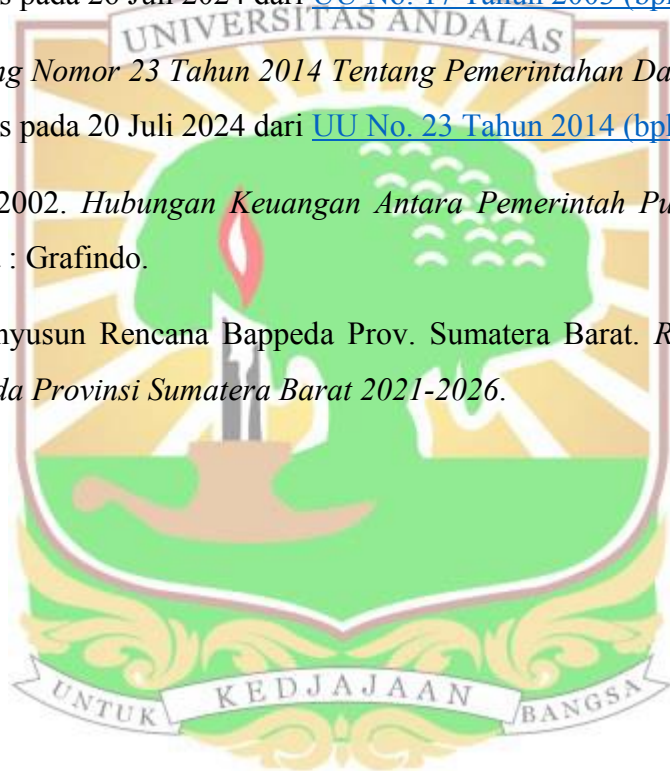 s pada 20 Juli 2024 dari UU No. 17 Tahun 2003 (bpk
UNIVERSITAS ANDALAS
ng Nomor 23 Tahun 2014 Tentang Pemerintahan Da
s pada 20 Juli 2024 dari UU No. 23 Tahun 2014 (bpk
2002. Hubungan Keuangan Antara Pemerintah Pu
: Grafindo.
nyusun Rencana Bappeda Prov. Sumatera Barat. R
da Provinsi Sumatera Barat 2021-2026.
UNTUK KEDJAJAAN BANGSA